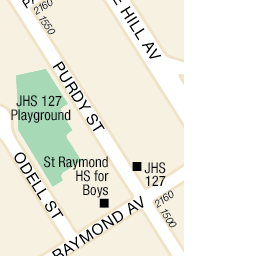 2160
N 1550
HILL AV
PURDY ST
JHS 127
Playground
ODELL ST
St Raymond
HS for
Boys
JHS
127
RAYMOND AV
2160
N 1500